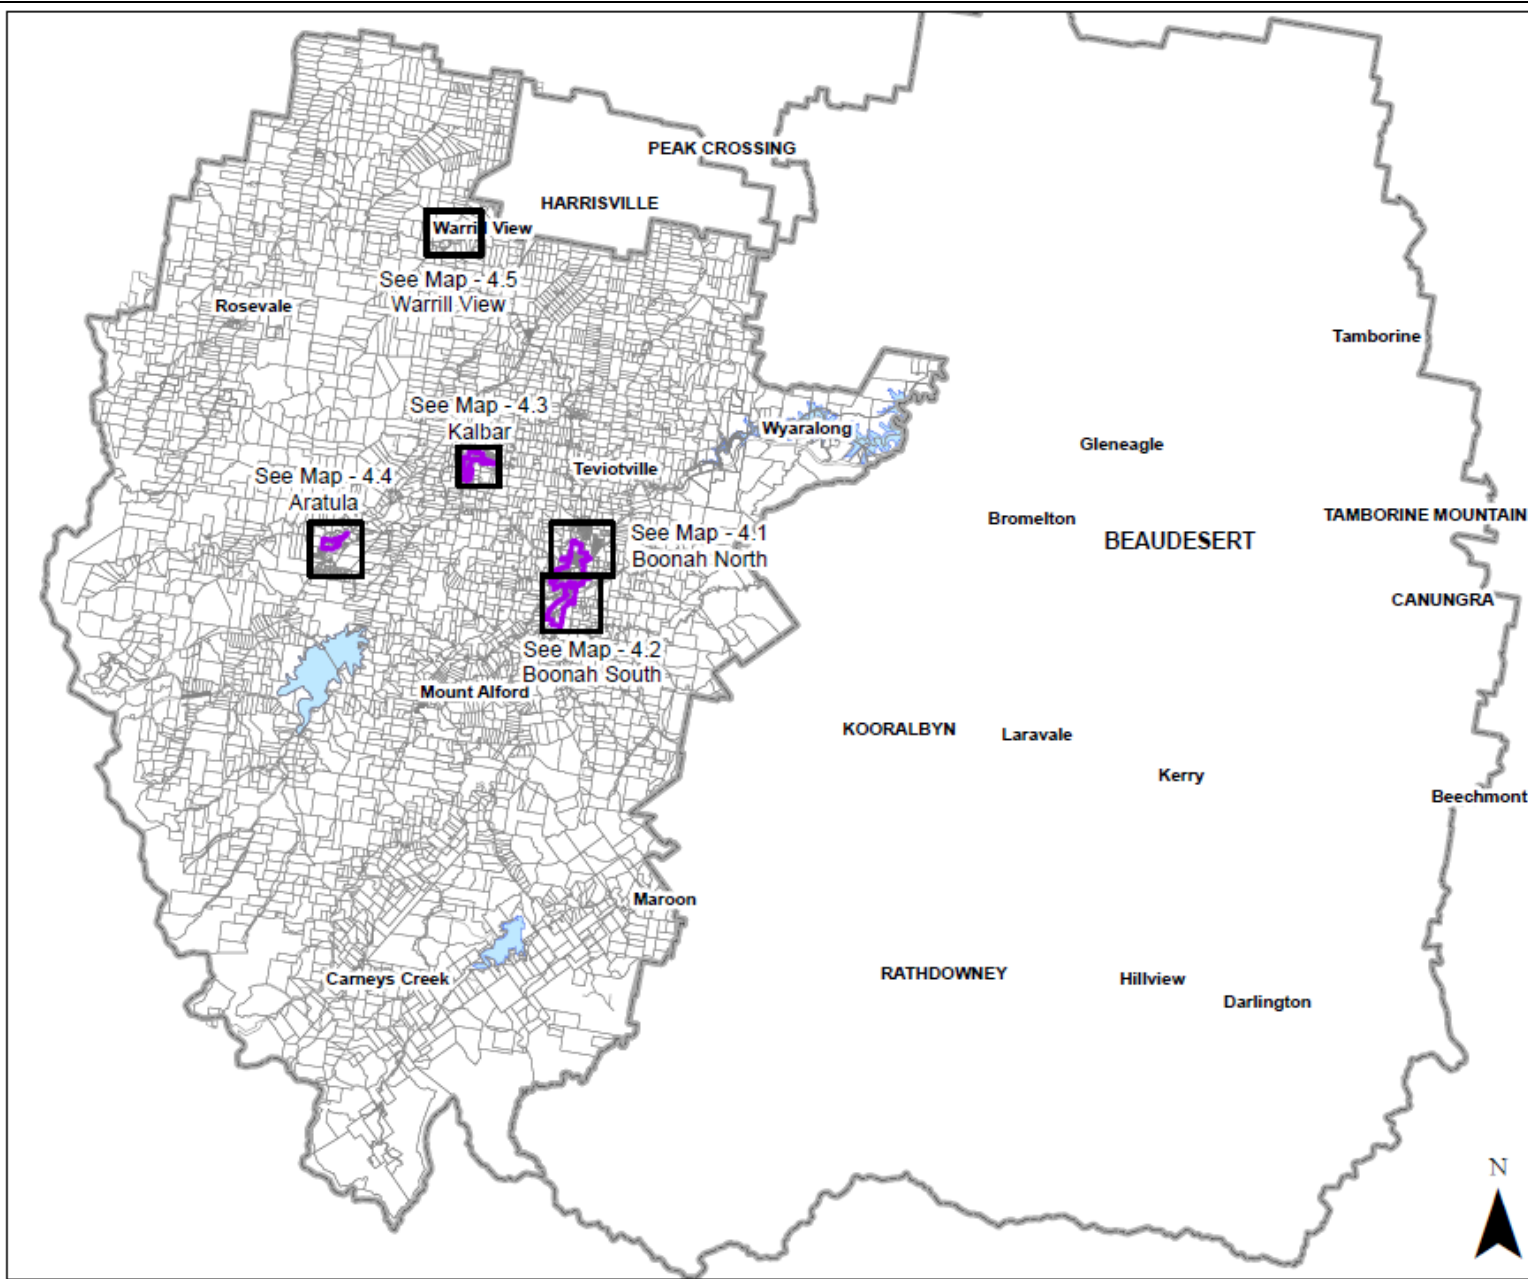 PEAK CROSSING
HARRISVILLE
Warrill View
See Map - 4.5
Warrill View
Rosevale
Tamborine
See Map - 4.3
Kalbar
Wyaralong
Gleneagle
Teviotville
See Map - 4.4
Aratula
Bromelton
TAMBORINE MOUNTAIN
See Map - 4.1
Boonah North
BEAUDESERT
CANUNGRA
See Map - 4.2
Boonah South
Mount Alford
KOORALBYN
Laravale
Kerry
Beechmont
Maroon
RATHDOWNEY
Hillview
Carneys Creek
Darlington
N